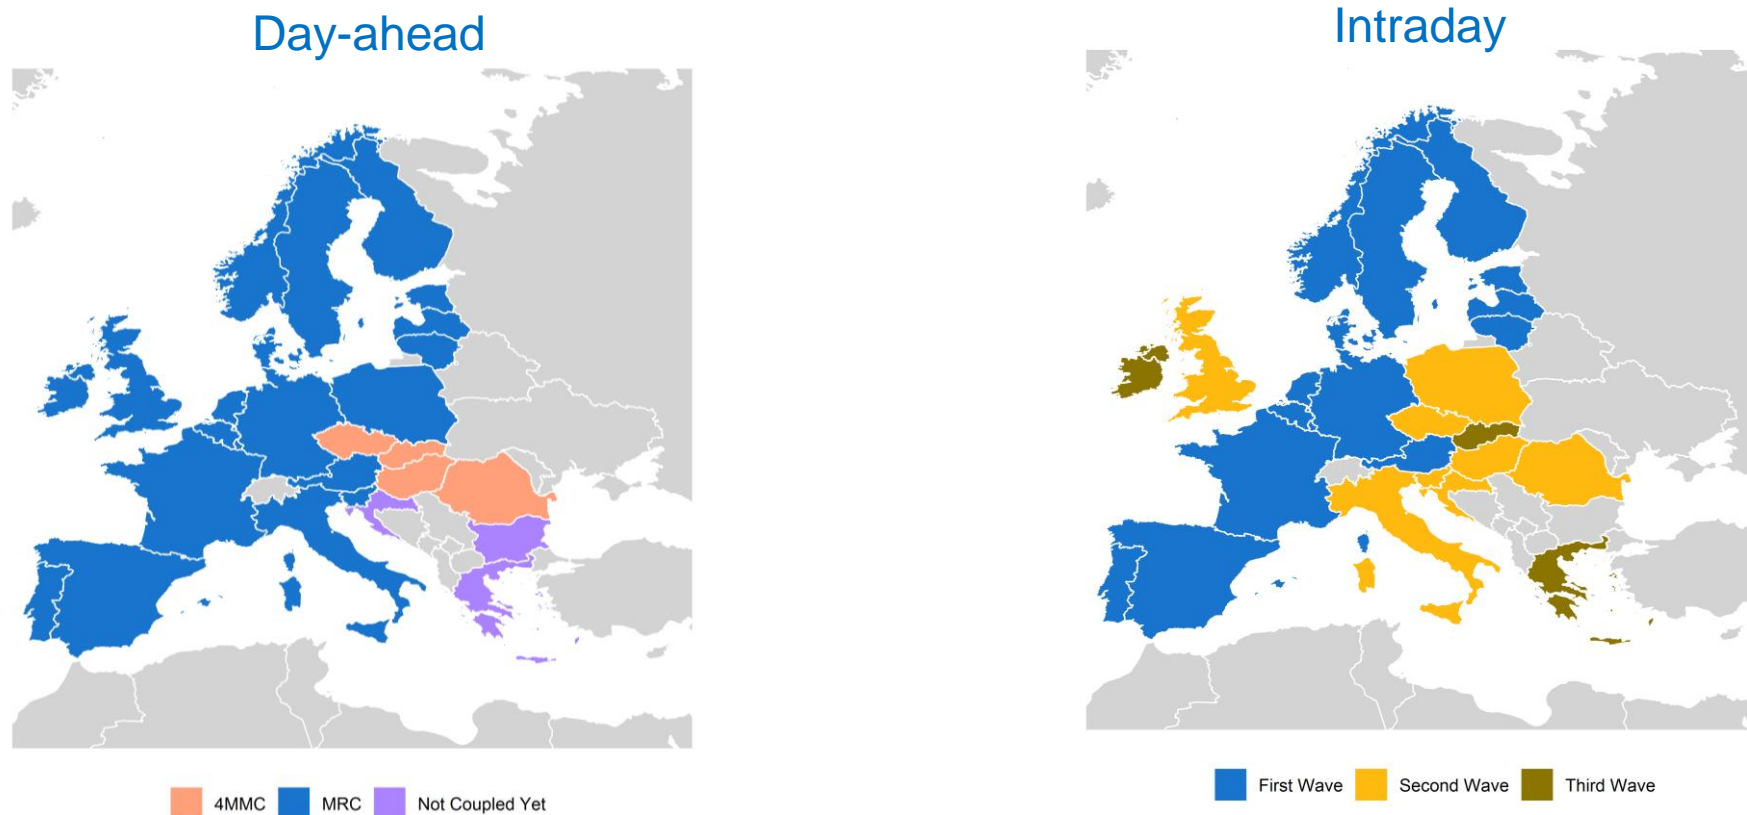 Day-ahead
Intraday
4MMC MRC Not Coupled Yet
First Wave Second Wave Third Wave